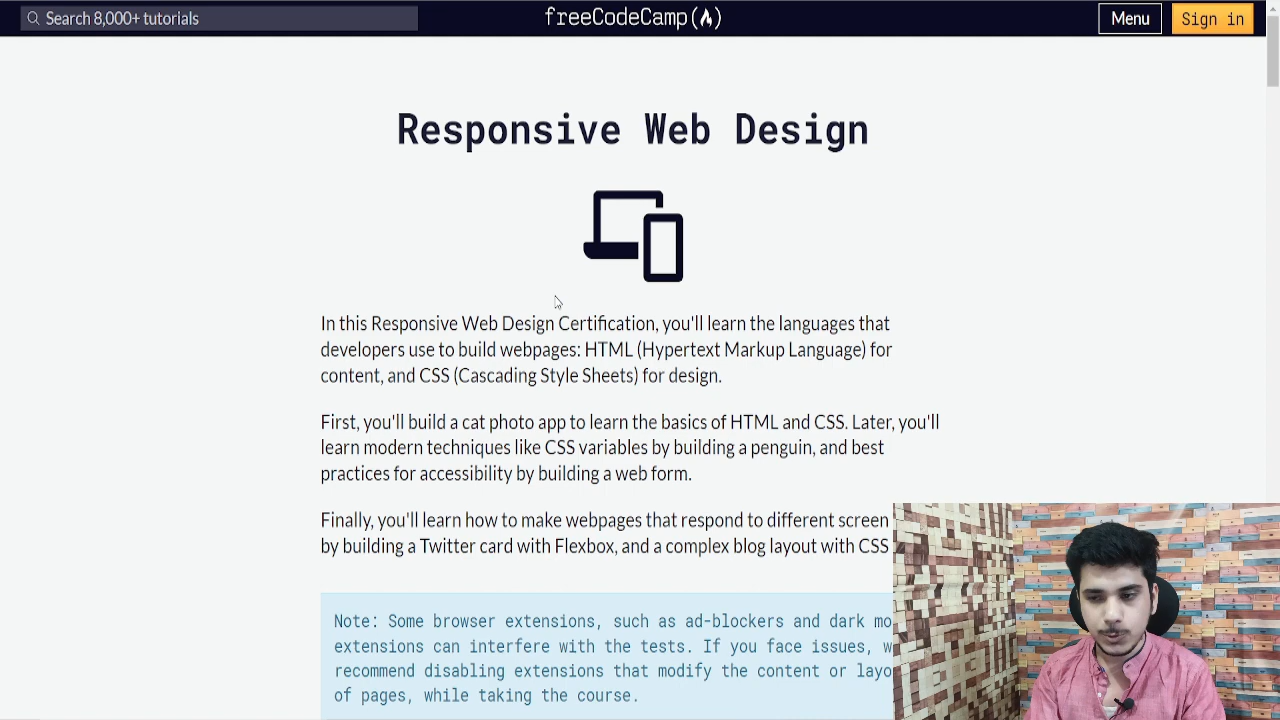 Search 8,000+ tutorials
freeCodeCamp
Menu
Sign in
Responsive Web Design
In this Responsive Web Design Certification, you'll learn the languages that
developers use to build webpages: HTML (Hypertext Markup Language) for
content, and CSS (Cascading Style Sheets) for design.
First, you'll build a cat photo app to learn the basics of HTML and CSS. Later, you'll
learn modern techniques like CSS variables by building a penguin, and best
practices for accessibility by building a web form.
Finally, you'll learn how to make webpages that respond to different screen
by building a Twitter card with Flexbox, and a complex blog layout with CSS
Note: Some browser extensions, such as ad-blockers and dark
extensions can interfere with the tests. If you face issues,
recommend disabling extensions that modify the content or
of pages, while taking the course.